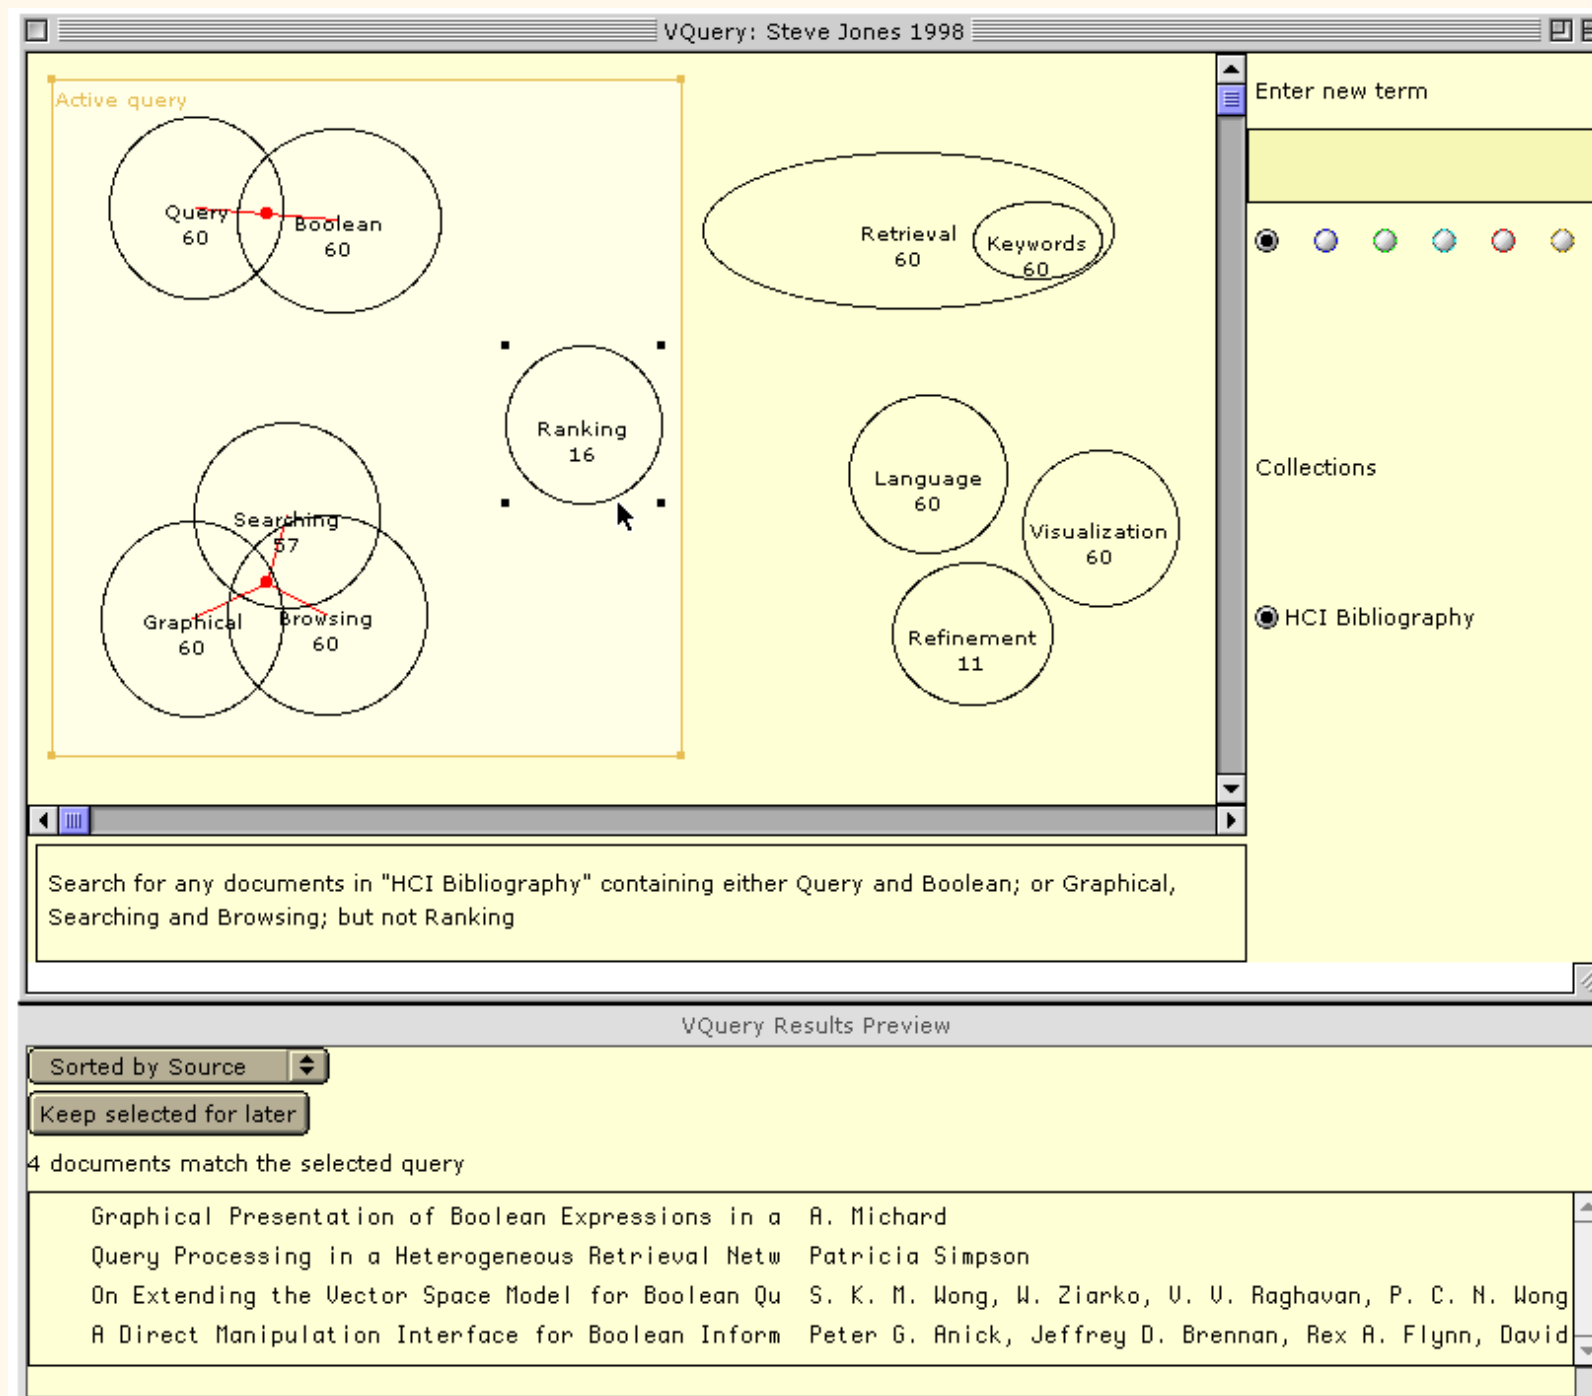 VQuery: Steve Jones 1998
Active query
Query
60
Boolean
60
Retrieval
60
Keywords
60
Ranking
16
Searching
57
Graphical
60
Browsing
60
Language
60
Visualization
60
Refinement
11
Enter new term
Collections
HCI Bibliography
Search for any documents in "HCI Bibliography" containing either Query and Boolean; or Graphical,
Searching and Browsing; but not Ranking
VQuery Results Preview
Sorted by Source
Keep selected for later
4 documents match the selected query
Graphical Presentation of Boolean Expressions in a A. Michard
Query Processing in a Heterogeneous Retrieval Netw Patricia Simpson
On Extending the Vector Space Model for Boolean Qu S. K. M. Wong, W. Ziarko, V. V. Raghavan, P. C. N. Wong
A Direct Manipulation Interface for Boolean Inform Peter G. Anick, Jeffrey D. Brennan, Rex A. Flynn, David